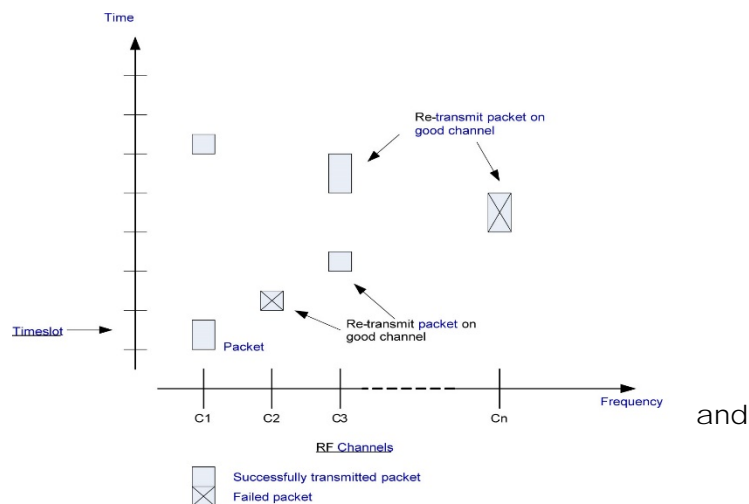 Time
Re-transmit packet on
good channel
Timeslot
Packet
Re-transmit packet on
good channel
C1 C2 C3 Cn
Frequency
and
RF Channels
Successfully transmitted packet
Failed packet